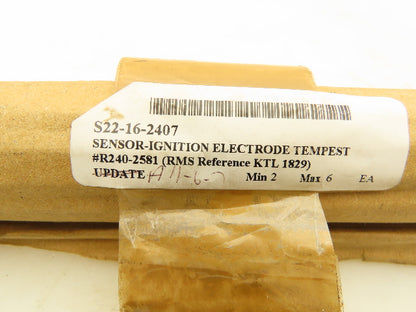 S22-16-2407
SENSOR-IGNITION ELECTRODE TEMPEST
#R240-2581 (RMS Reference KTL 1829)
UPDATE Min 2 Max 6 EA